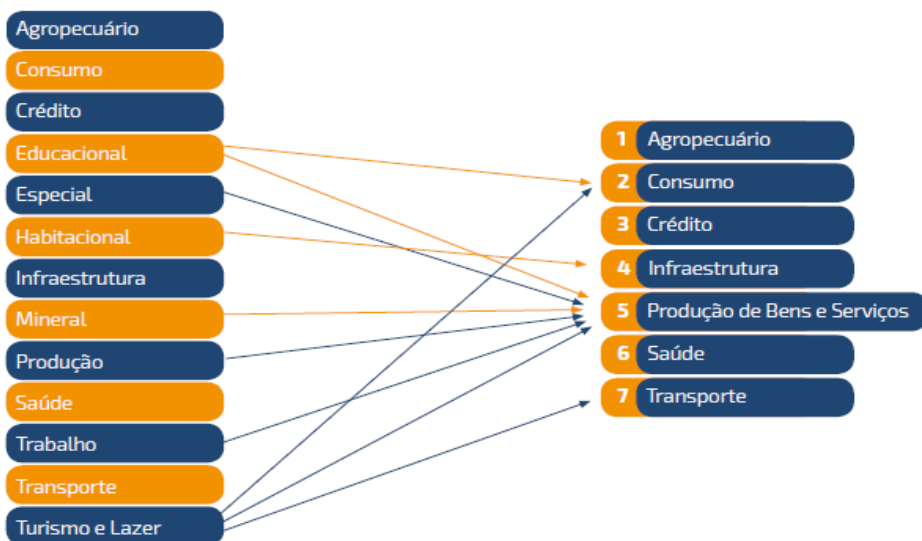 Agropecuário
Consumo
Crédito
Educacional
Especial
Habitacional
Infraestrutura
Mineral
Produção
Saúde
Trabalho
Transporte
Turismo e Lazer
1 Agropecuário
2 Consumo
3 Crédito
4 Infraestrutura
5 Produção de Bens e Serviços
6 Saúde
7 Transporte